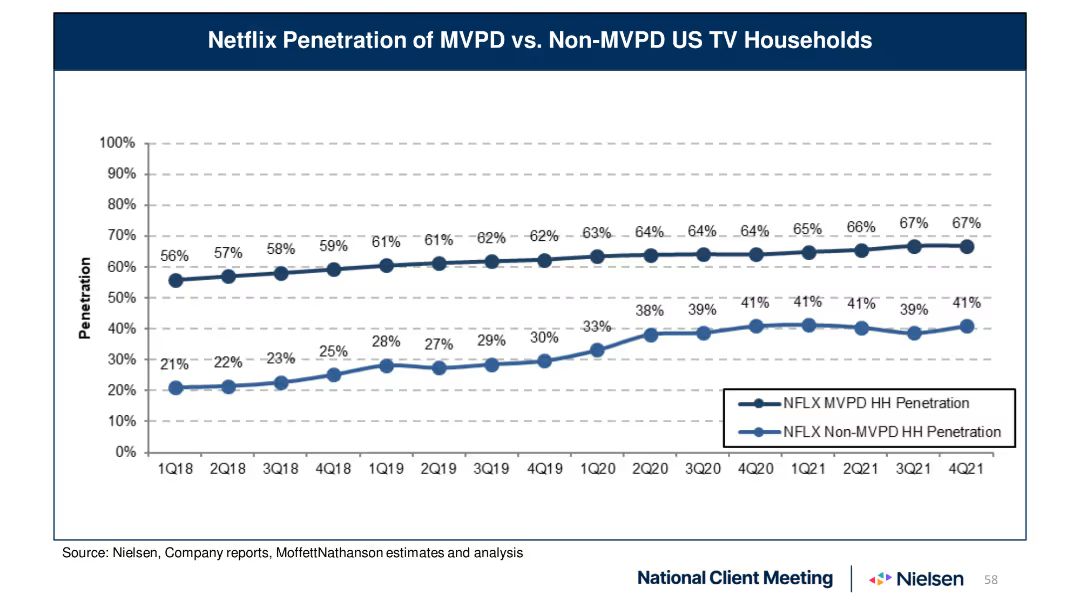 Netflix Penetration of MVPD vs. Non-MVPD US TV Households
Penetration
100%
90%
80%
70%
60%
50%
40%
30%
20%
10%
0%
56% 57% 58% 59% 61% 61% 62% 62% 63% 64% 64% 64% 65% 66% 67% 67%
21% 22% 23% 25% 28% 27% 29% 30% 33% 38% 39% 41% 41% 41% 39% 41%
NFLX MVPD HH Penetration
NFLX Non-MVPD HH Penetration
1Q18 2Q18 3Q18 4Q18 1Q19 2Q19 3Q19 4Q19 1Q20 2Q20 3Q20 4Q20 1Q21 2Q21 3Q21 4Q21
Source: Nielsen, Company reports, MoffettNathanson estimates and analysis
National Client Meeting Nielsen 58